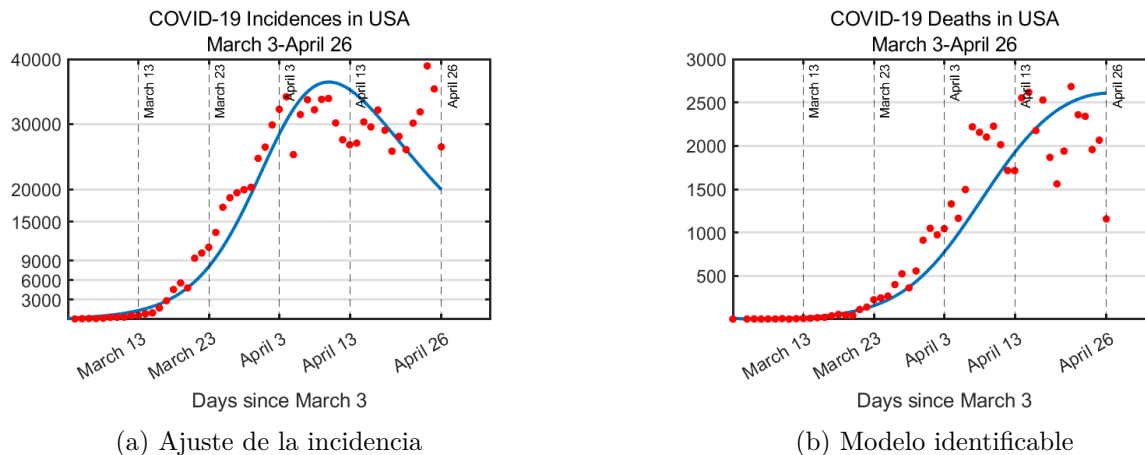 COVID-19 Incidences in USA
March 3-April 26
40000
30000
20000
15000
9000
6000
3000
March 13
March 23
April 3
April 13
April 26
March 13
March 23
April 3
April 13
April 26
Days since March 3
(a) Ajuste de la incidencia
COVID-19 Deaths in USA
March 3-April 26
3000
2500
2000
1500
1000
500
March 13
March 23
April 3
April 13
April 26
March 13
March 23
April 3
April 13
April 26
Days since March 3
(b) Modelo identificable